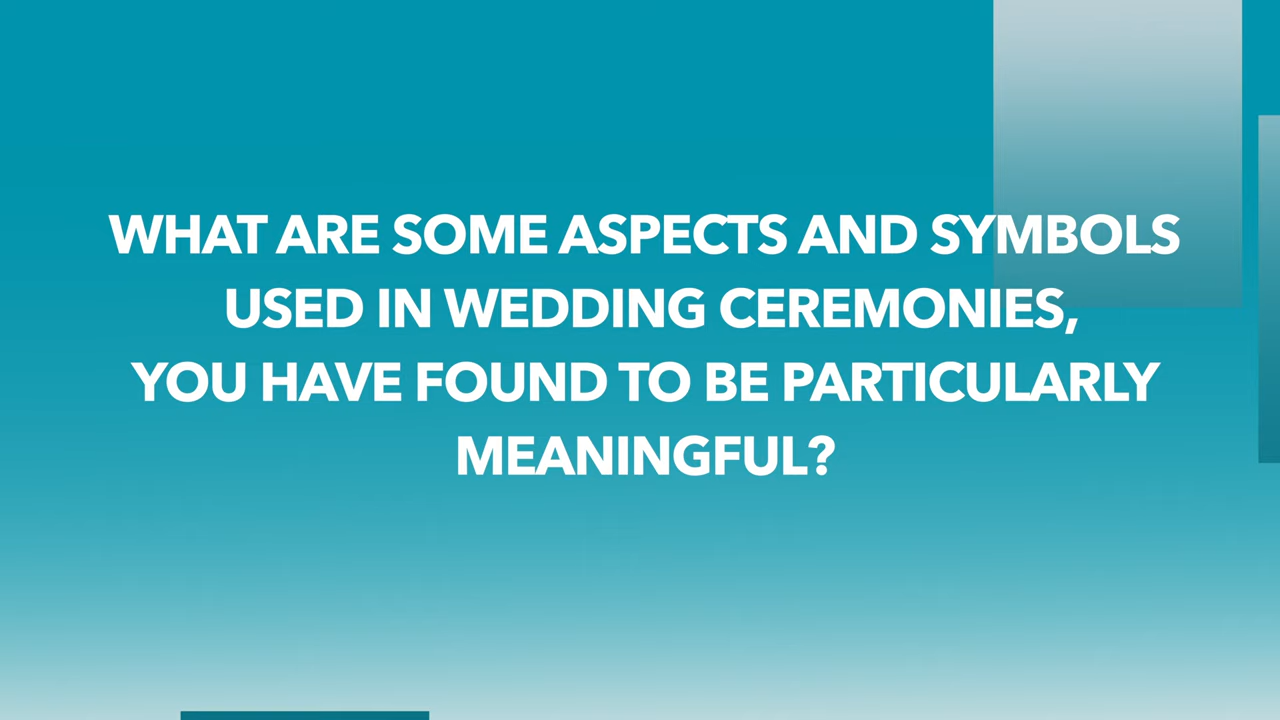 WHAT ARE SOME ASPECTS AND SYMBOLS
USED IN WEDDING CEREMONIES,
YOU HAVE FOUND TO BE PARTICULARLY
MEANINGFUL?